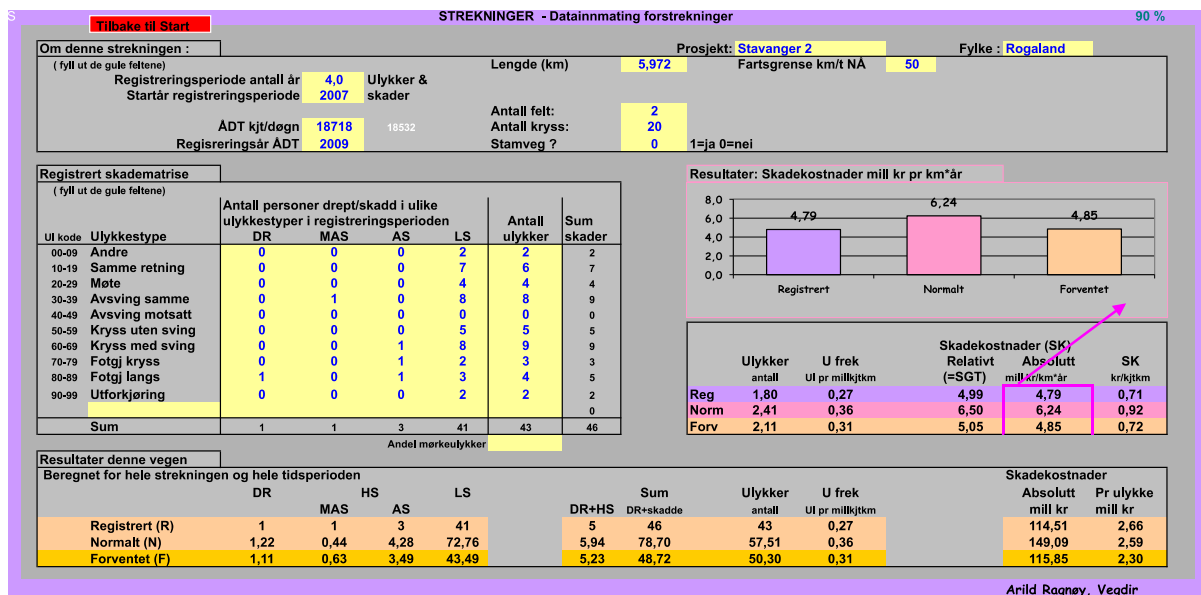 S
STREKNINGER - Datainnmating forstrekninger
90 %
Tilbake til Start
Om denne strekningen :
Prosjekt: Stavanger 2
Fylke : Rogaland
( fyll ut de gule feltene)
Lengde (km) 5,972
Fartsgrense km/t NÅ 50
Registreringsperiode antall år 4,0 Ulykker &
Startår registreringsperiode 2007 skader
Antall felt: 2
ÅDT kjt/døgn 18718 18532
Antall kryss: 20
Regisreringsår ÅDT 2009
Stamveg ? 0 1=ja 0=nei
Registrert skadematrise
( fyll ut de gule feltene)
Antall personer drept/skadd i ulike
ulykkestyper i registreringsperioden Antall Sum
Ul kode Ulykkestype DR MAS AS LS ulykker skader
00-09 Andre 0 0 0 2 2 2
10-19 Samme retning 0 0 0 7 6 7
20-29 Møte 0 0 0 4 4 4
30-39 Avsving samme 0 1 0 8 8 9
40-49 Avsving motsatt 0 0 0 0 0 0
50-59 Kryss uten sving 0 0 0 5 5 5
60-69 Kryss med sving 0 0 1 8 9 9
70-79 Fotgj kryss 0 0 1 2 3 3
80-89 Fotgj langs 1 0 1 3 4 5
90-99 Utforkjøring 0 0 0 2 2 2
0
Sum 1 1 3 41 43 46
Andel mørkeulykker
Resultater: Skadekostnader mill kr pr km*år
8,0
6,0
4,0
2,0
0,0
4,79
6,24
4,85
Registrert Normalt Forventet
Skadekostnader (SK)
Ulykker U frek Relativt Absolutt SK
antall Ul pr millkjtkm (=SGT) mill kr/km*år kr/kjtkm
Reg 1,80 0,27 4,99 4,79 0,71
Norm 2,41 0,36 6,50 6,24 0,92
Forv 2,11 0,31 5,05 4,85 0,72
Resultater denne vegen
Beregnet for hele strekningen og hele tidsperioden
Skadekostnader
DR HS LS Sum Ulykker U frek Absolutt Pr ulykke
MAS AS DR+HS DR+skadde antall Ul pr millkjtkm mill kr mill kr
Registrert (R) 1 1 3 41 5 46 43 0,27 114,51 2,66
Normalt (N) 1,22 0,44 4,28 72,76 5,94 78,70 57,51 0,36 149,09 2,59
Forventet (F) 1,11 0,63 3,49 43,49 5,23 48,72 50,30 0,31 115,85 2,30
Arild Ragnøy, Vegdir